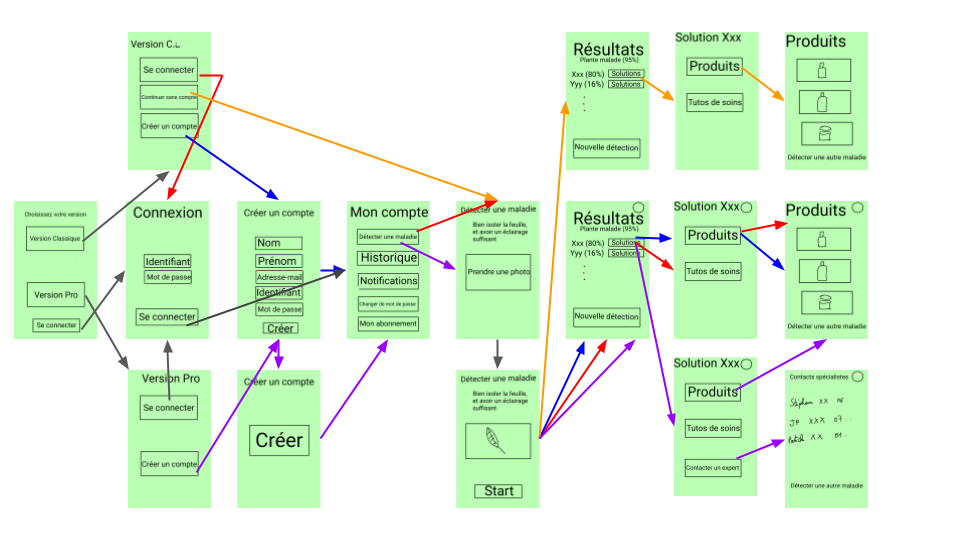 Version C.L.
Se connecter
Continuer sans compte
Créer un compte
Résultats
Plante malade (95%)
Xxx (80%) Solutions
Yyy (16%) Solutions
Nouvelle détection
Solution Xxx
Produits
Tutos de soins
Produits
Détecter une autre maladie
Choisissez votre version
Version Classique
Version Pro
Se connecter
Connexion
Identifiant
Mot de passe
Se connecter
Créer un compte
Nom
Prénom
Adresse-mail
Identifiant
Mot de passe
Créer
Mon compte
Détecter une maladie
Historique
Notifications
Changer de mot de passe
Mon abonnement
Détecter une maladie
Bien isoler la feuille,
et avoir un éclairage
suffisant
Prendre une photo
Résultats
Plante malade (95%)
Xxx (80%) Solutions
Yyy (16%) Solutions
Nouvelle détection
Solution Xxx
Produits
Tutos de soins
Produits
Détecter une autre maladie
Version Pro
Se connecter
Créer un compte
Créer un compte
Créer
Détecter une maladie
Bien isoler la feuille,
et avoir un éclairage
suffisant
Start
Solution Xxx
Produits
Tutos de soins
Contacter un expert
Contacts spécialistes
Stéphane XX 06
JP XXX 07...
Patrick XX 01...
Détecter une autre maladie